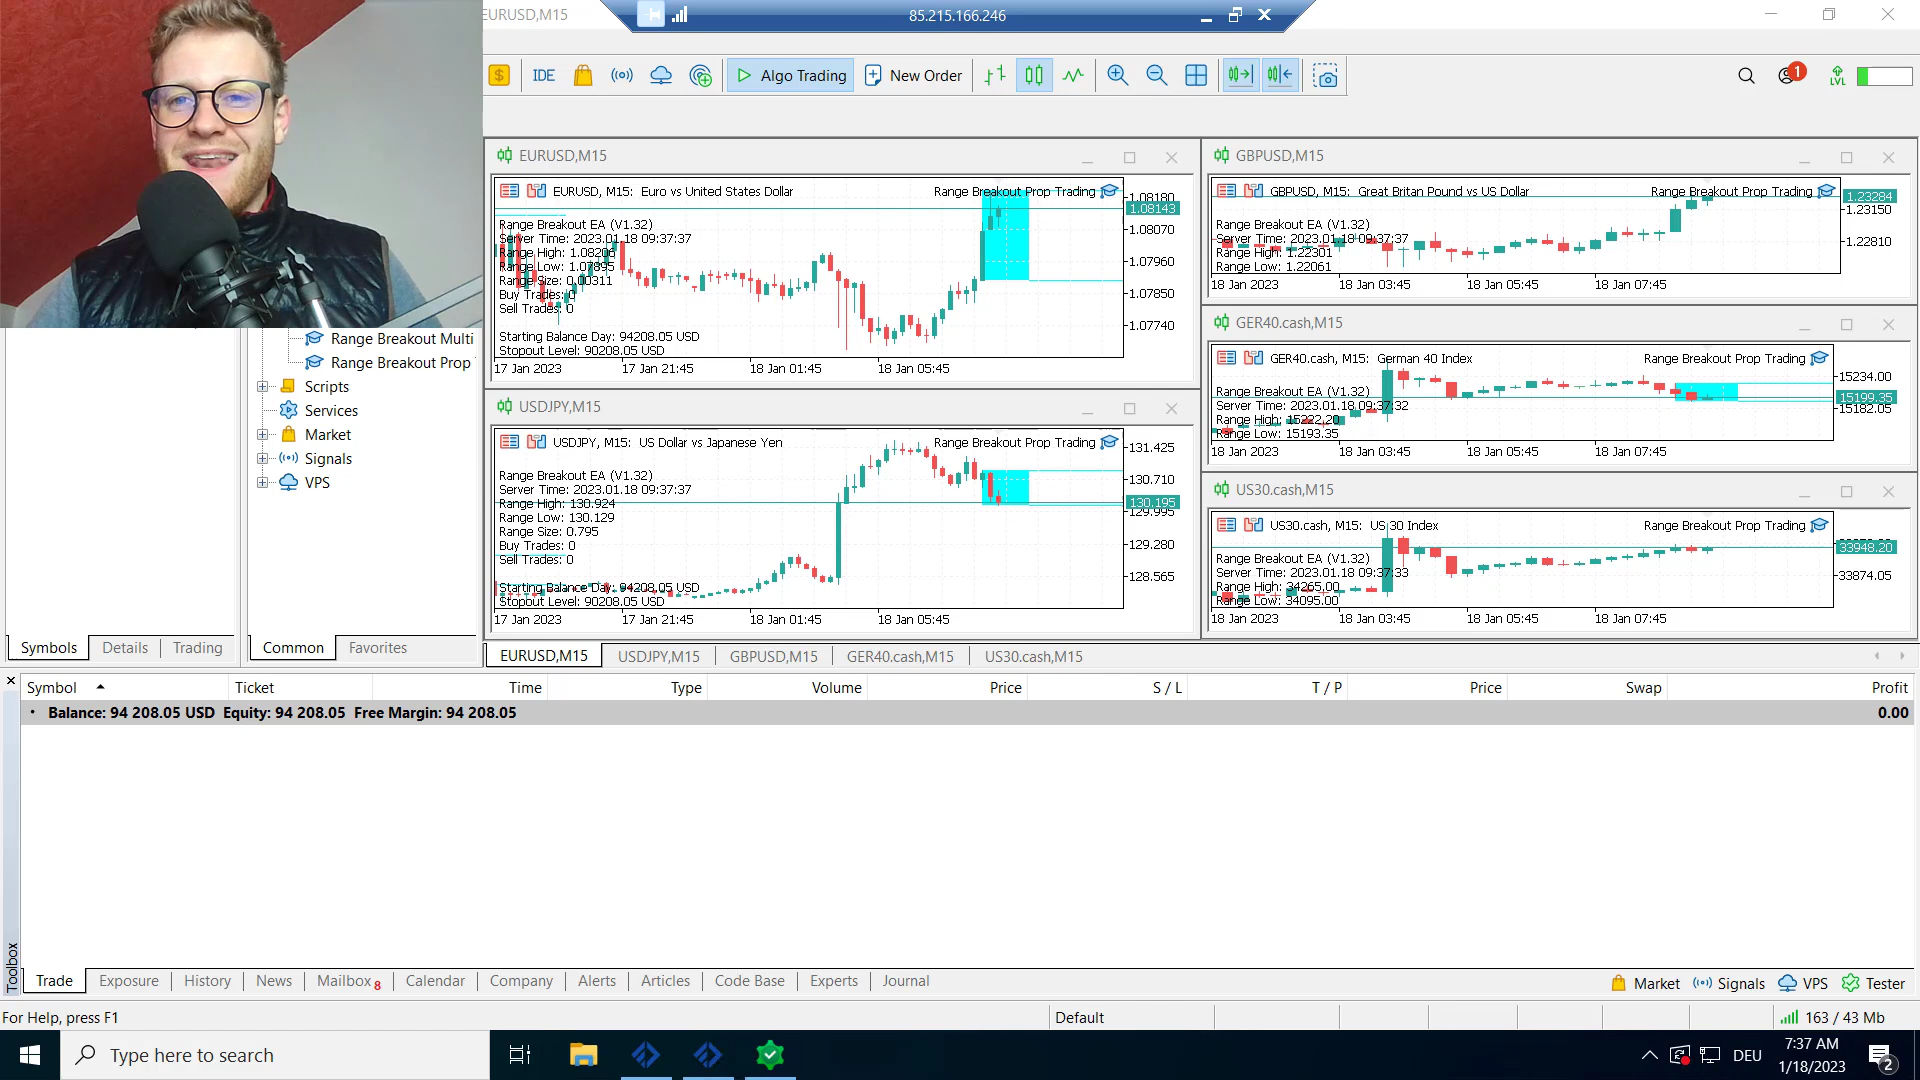 EURUSD,M15
85.215.166.246
IDE
Algo Trading
New Order
1
LVL
EURUSD,M15
EURUSD, M15: Euro vs United States Dollar
Range Breakout Prop Trading
Range Breakout EA (V1.32)
Server Time: 2023.01.18 09:37:37
Range High: 1.08206
Range Low: 1.07895
Range Size: 0.00311
Buy Trades: 0
Sell Trades: 0
Starting Balance Day: 94208.05 USD
Stopout Level: 90208.05 USD
1.08180
1.08143
1.08070
1.07960
1.07850
1.07740
17 Jan 2023
17 Jan 21:45
18 Jan 01:45
18 Jan 05:45
GBPUSD,M15
GBPUSD, M15: Great Britan Pound vs US Dollar
Range Breakout Prop Trading
Range Breakout EA (V1.32)
Server Time: 2023.01.18 09:37:37
Range High: 1.22301
Range Low: 1.22061
1.23284
1.23150
1.22810
18 Jan 2023
18 Jan 03:45
18 Jan 05:45
18 Jan 07:45
GER40.cash,M15
GER40.cash, M15: German 40 Index
Range Breakout Prop Trading
Range Breakout EA (V1.32)
Server Time: 2023.01.18 09:37:32
Range High: 15222.20
Range Low: 15193.35
15234.00
15199.35
15182.05
18 Jan 2023
18 Jan 03:45
18 Jan 05:45
18 Jan 07:45
Range Breakout Multi
Range Breakout Prop
Scripts
Services
Market
Signals
VPS
USDJPY,M15
USDJPY, M15: US Dollar vs Japanese Yen
Range Breakout Prop Trading
Range Breakout EA (V1.32)
Server Time: 2023.01.18 09:37:37
Range High: 130.924
Range Low: 130.129
Range Size: 0.795
Buy Trades: 0
Sell Trades: 0
Starting Balance Day: 94208.05 USD
Stopout Level: 90208.05 USD
131.425
130.710
130.195
129.995
129.280
128.565
17 Jan 2023
17 Jan 21:45
18 Jan 01:45
18 Jan 05:45
US30.cash,M15
US30.cash, M15: US 30 Index
Range Breakout Prop Trading
Range Breakout EA (V1.32)
Server Time: 2023.01.18 09:37:33
Range High: 34265.00
Range Low: 34095.00
33948.20
33874.05
18 Jan 2023
18 Jan 03:45
18 Jan 05:45
18 Jan 07:45
Symbols
Details
Trading
Common
Favorites
EURUSD,M15
USDJPY,M15
GBPUSD,M15
GER40.cash,M15
US30.cash,M15
Symbol Ticket Time Type Volume Price S / L T / P Price Swap Profit
Balance: 94 208.05 USD Equity: 94 208.05 Free Margin: 94 208.05 0.00
Toolbox
Trade Exposure History News Mailbox 8 Calendar Company Alerts Articles Code Base Experts Journal
Market Signals VPS Tester
For Help, press F1
Default
163 / 43 Mb
Type here to search
DEU
7:37 AM
1/18/2023
2